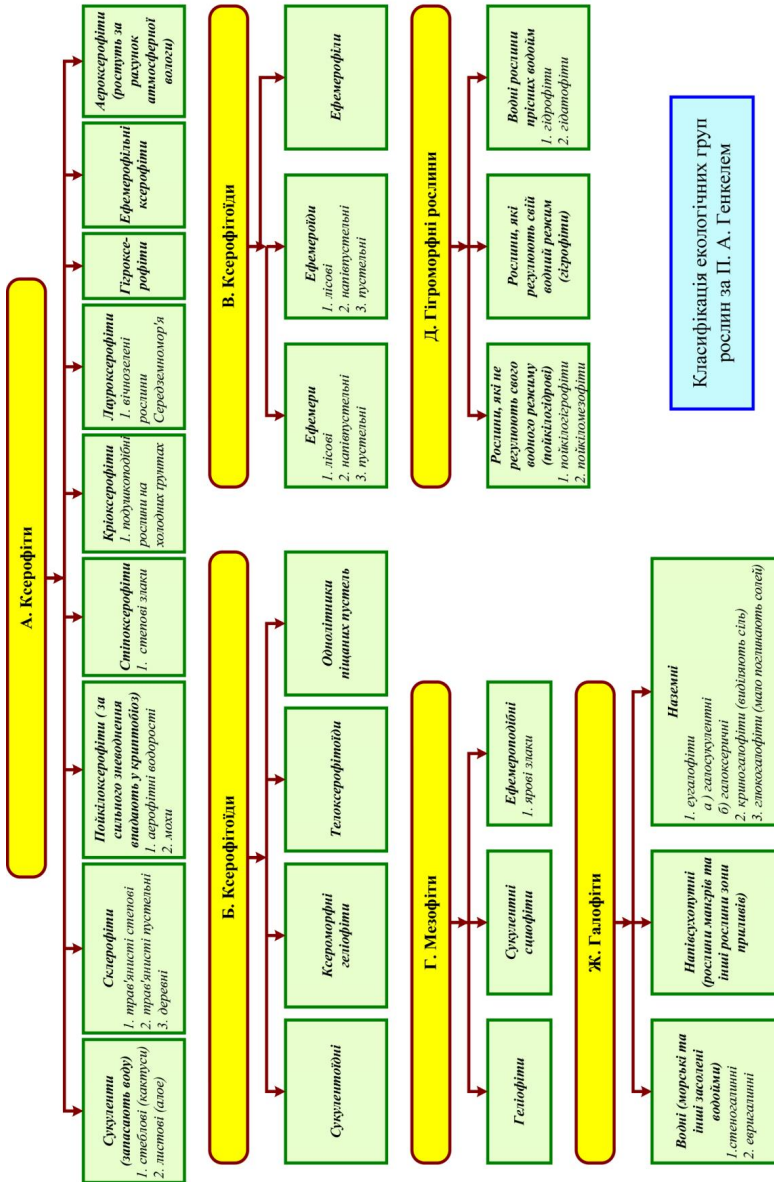 А. Ксерофіти
Сукуленти
(запасають воду)
1. стеблові (кактуси)
2. листові (алое)
Склерофіти
1. трав'янисті степові
2. трав'янисті пустельні
3. деревні
Пойкілоксерофіти ( за
сильного зневоднення
впадають у криптобіоз)
1. аерофітні водорості
2. мохи
Стіпоксерофіти
1. степові злаки
Кріоксерофіти
1. подушкоподібні
рослини на
холодних ґрунтах
Лауроксерофіти
1. вічнозелені
рослини
Середземномор'я
Гігроксе-
рофіти
Ефемерофільні
ксерофіти
Аероксерофіти
(ростуть за
рахунок
атмосферної
вологи)
Б. Ксерофітоїди
Сукулентоїдні
Ксероморфні
геліофіти
Телоксерофітоїди
Однолітники
піщаних пустель
В. Ксерофітоїди
Ефемери
1. лісові
2. напівпустельні
3. пустельні
Ефемероїди
1. лісові
2. напівпустельні
3. пустельні
Ефемерофіли
Г. Мезофіти
Геліофіти
Сукулентні
сциофіти
Ефемероподібні
1. ярові злаки
Д. Гігроморфні рослини
Рослини, які не
регулюють свого
водного режиму
(пойкілогідрові)
1. пойкілогігрофіти
2. пойкіломезофіти
Рослини, які
регулюють свій
водний режим
(гігрофіти)
Водні рослини
прісних водойм
1. гідрофіти
2. гідатофіти
Ж. Галофіти
Водні (морські та
інші засолені
водойми)
1.стеногалинні
2. евригалинні
Напівсухопутні
(рослини мангрів та
інші рослини зони
приливів)
Наземні
1. еугалофіти
а ) галосукулентні
б) галоксеричні
2. криногалофіти (виділяють сіль)
3. глюкогалофіти (мало поглинають солей)
Класифікація екологічних груп
рослин за П. А. Генкелем